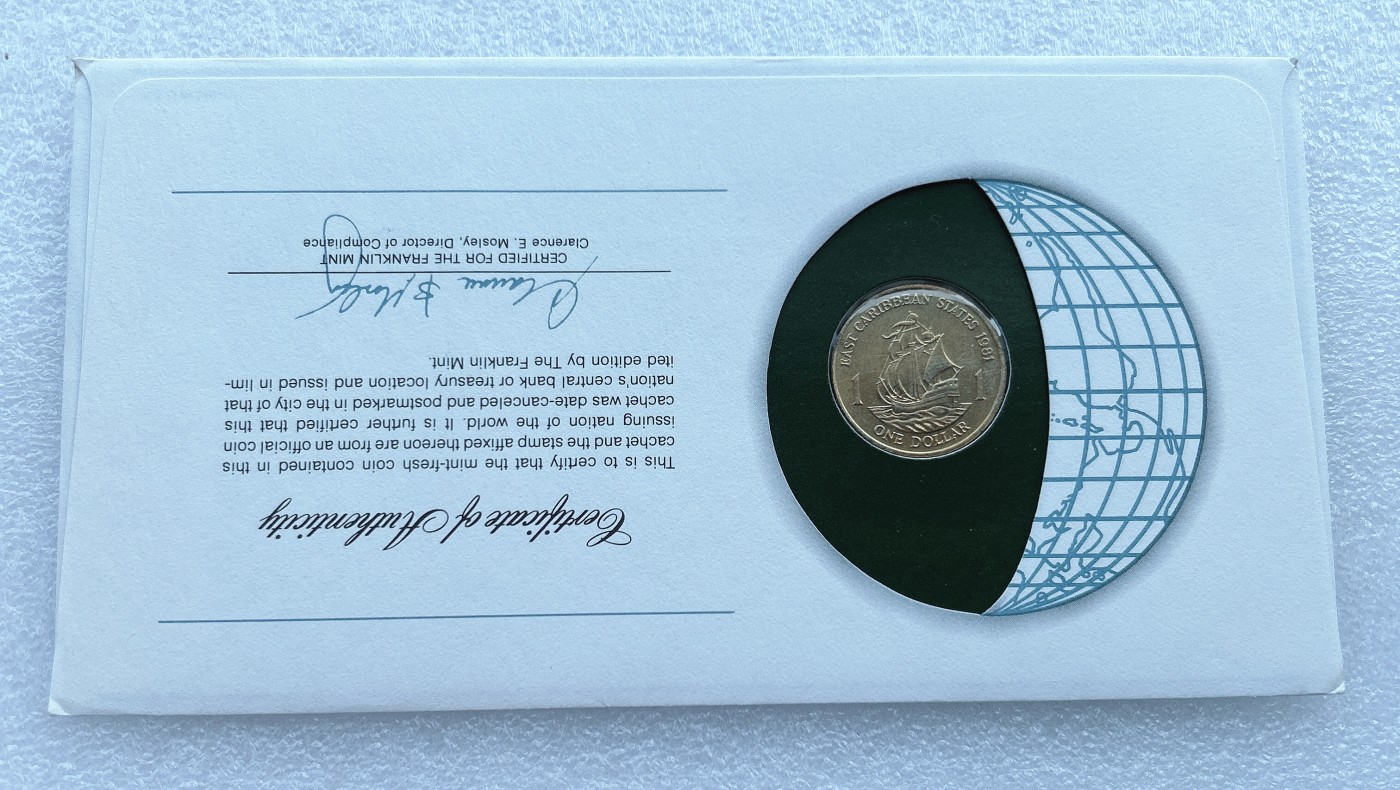 Certificate of Authenticity
This is to certify that the mint-fresh coin contained in this
cachet and the stamp affixed thereon are from an official coin
issuing nation of the world. It is further certified that this
cachet was date-canceled and postmarked in the city of that
nation's central bank or treasury location and issued in lim-
ited edition by The Franklin Mint.
Clarence E. Mosley
CERTIFIED FOR THE FRANKLIN MINT
Clarence E. Mosley, Director of Compliance
EAST CARIBBEAN STATES 1981
1 1
ONE DOLLAR